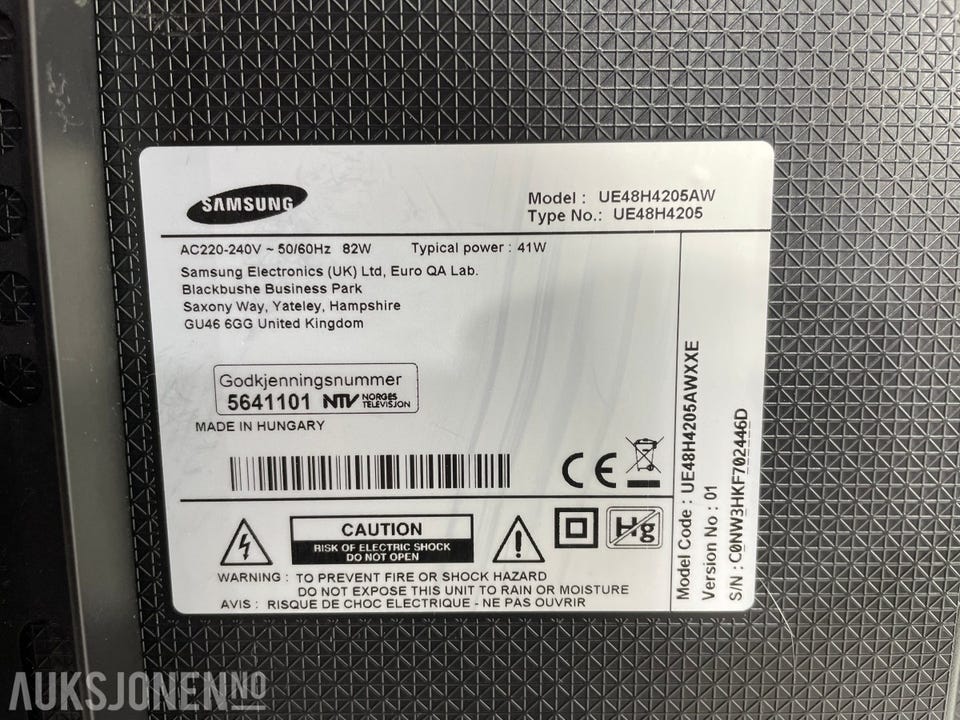 SAMSUNG
Model : UE48H4205AW
Type No.: UE48H4205
AC220-240V ~ 50/60Hz 82W Typical power : 41W
Samsung Electronics (UK) Ltd, Euro QA Lab.
Blackbushe Business Park
Saxony Way, Yateley, Hampshire
GU46 6GG United Kingdom
Godkjenningsnummer
5641101 NTV NORGES TELEVISJON
MADE IN HUNGARY
CE
CAUTION
RISK OF ELECTRIC SHOCK
DO NOT OPEN
Hg
WARNING : TO PREVENT FIRE OR SHOCK HAZARD
DO NOT EXPOSE THIS UNIT TO RAIN OR MOISTURE
AVIS : RISQUE DE CHOC ELECTRIQUE - NE PAS OUVRIR
Model Code : UE48H4205AWXXE
Version No : 01
S/N : C0NW3HKF702446D
AUKSJONEN.NO